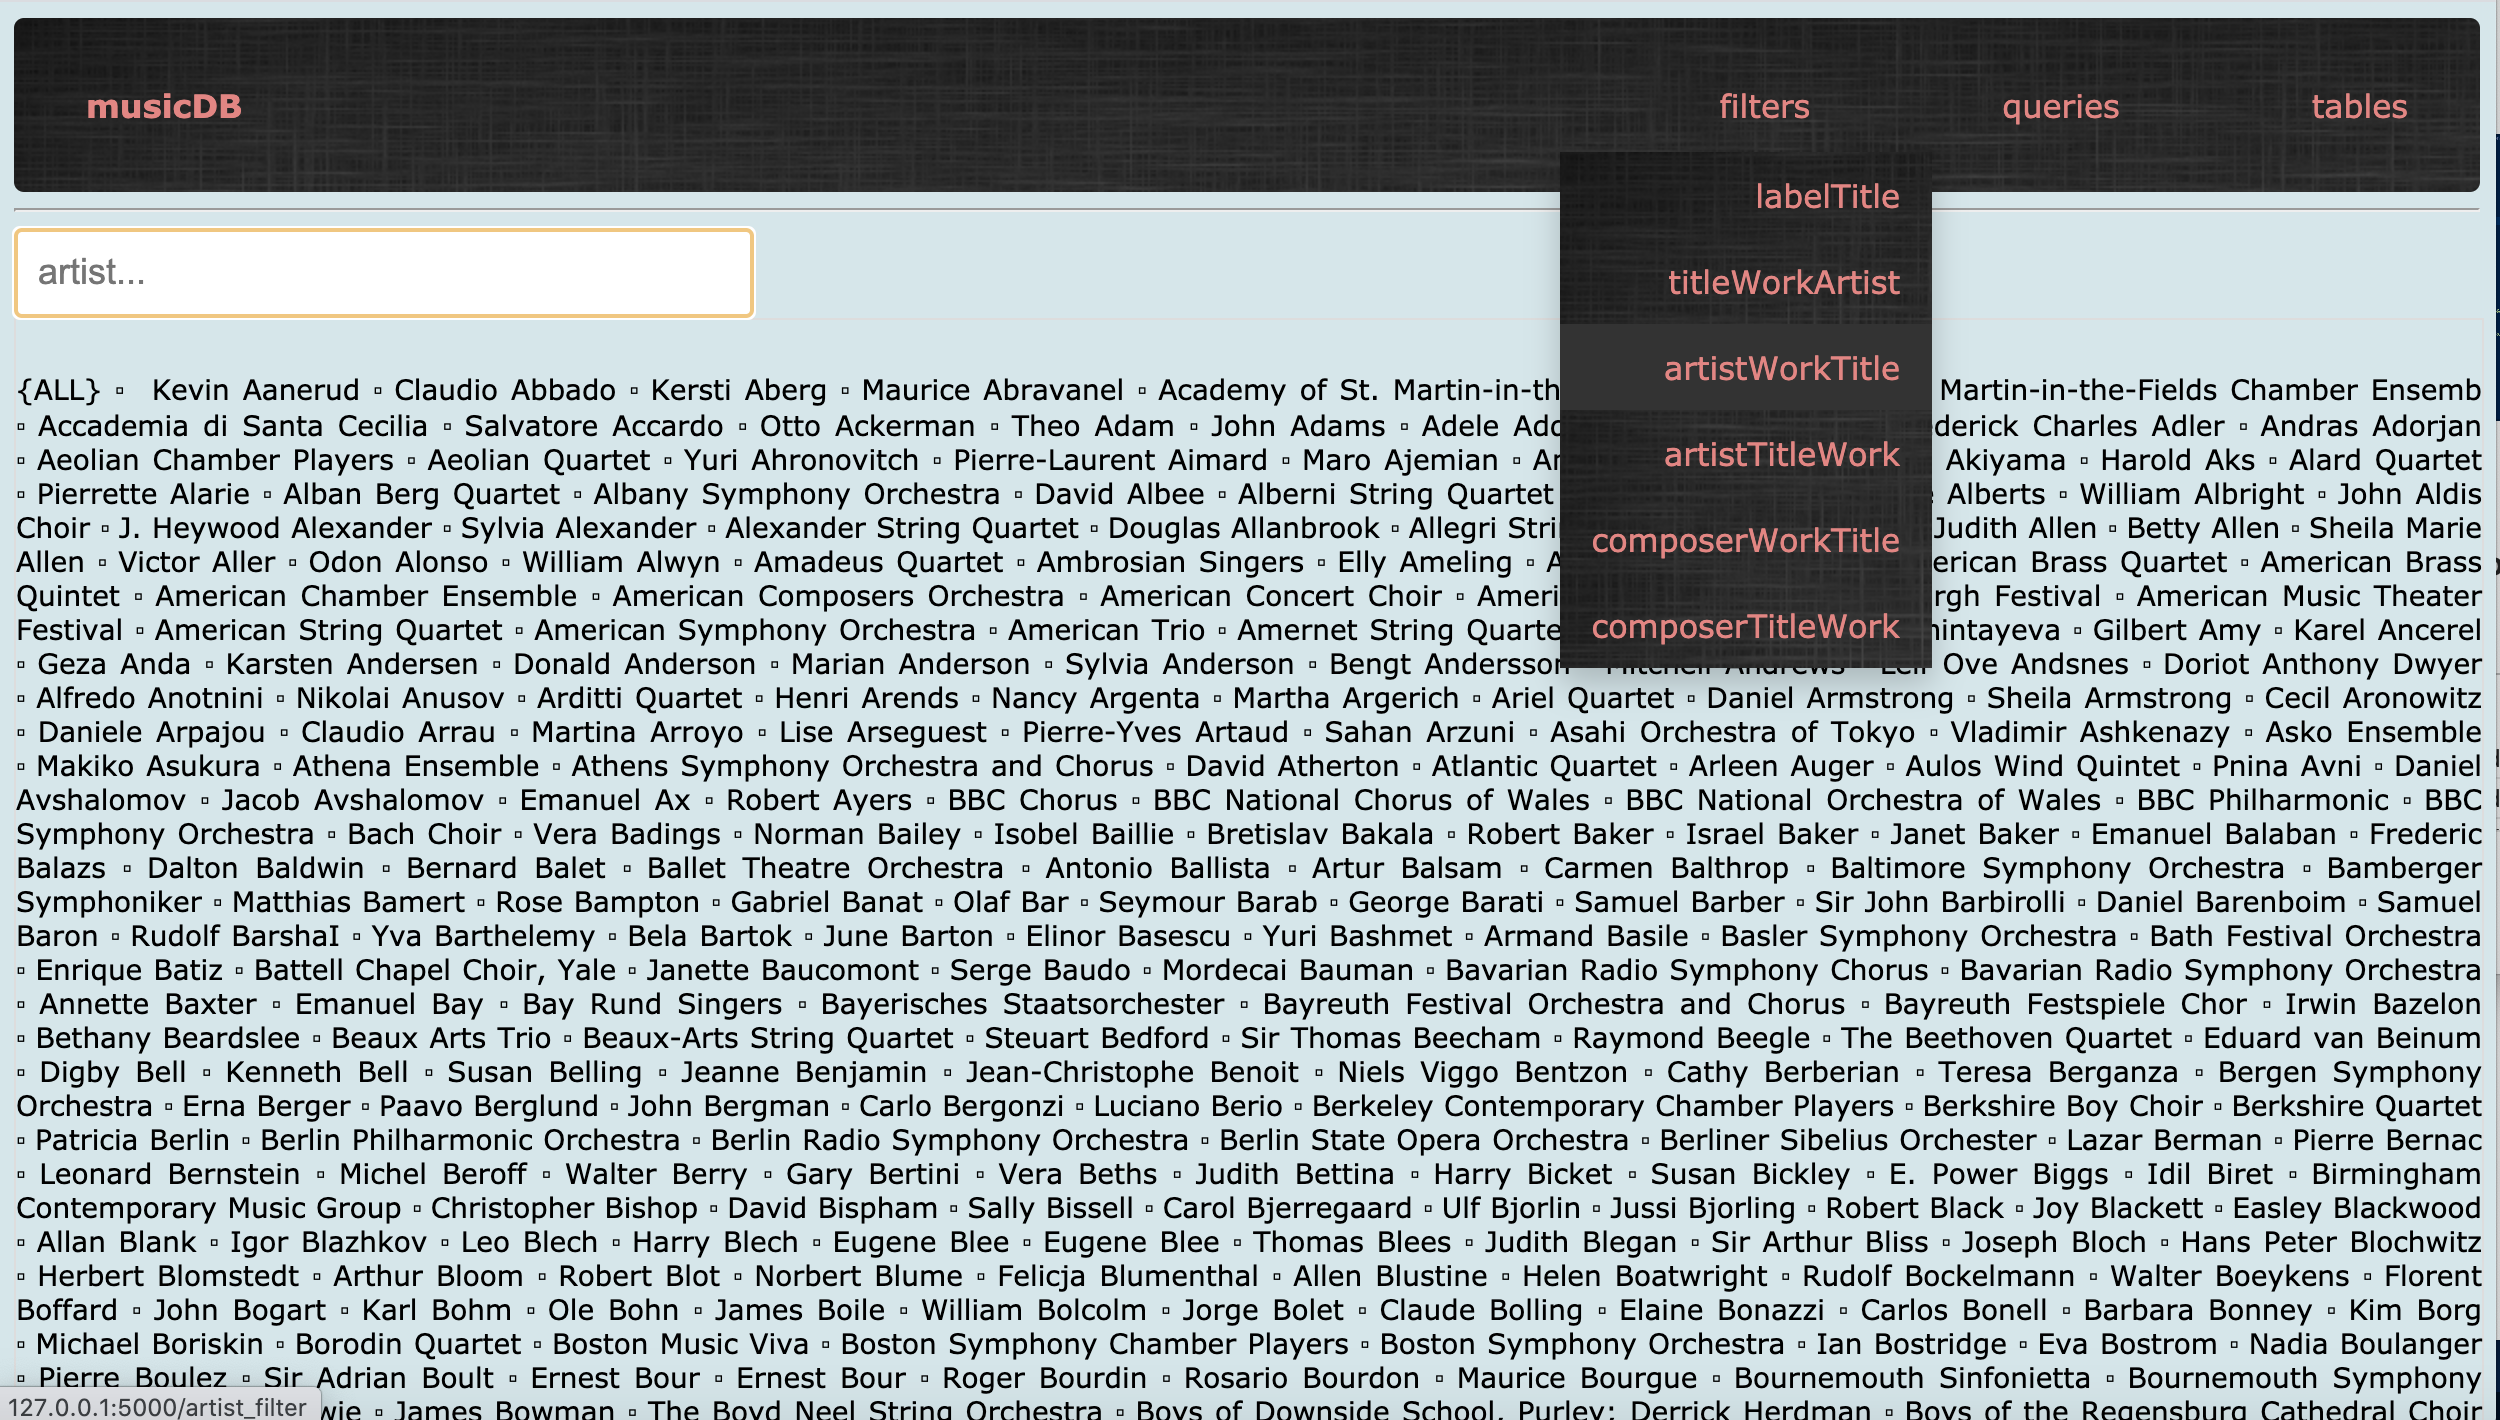 musicDB filters queries tables
labelTitle
titleWorkArtist
artistWorkTitle
artistTitleWork
composerWorkTitle
composerTitleWork
artist...
{ALL} ▫ Kevin Aanerud ▫ Claudio Abbado ▫ Kersti Aberg ▫ Maurice Abravanel ▫ Academy of St. Martin-in-th Martin-in-the-Fields Chamber Ensemb
▫ Accademia di Santa Cecilia ▫ Salvatore Accardo ▫ Otto Ackerman ▫ Theo Adam ▫ John Adams ▫ Adele Charles Adler ▫ Andras Adorjan
▫ Aeolian Chamber Players ▫ Aeolian Quartet ▫ Yuri Ahronovitch ▫ Pierre-Laurent Aimard ▫ Maro Ajemian ▫ Akiyama ▫ Harold Aks ▫ Alard Quartet
▫ Pierrette Alarie ▫ Alban Berg Quartet ▫ Albany Symphony Orchestra ▫ David Albee ▫ Alberni String Quartet Alberts ▫ William Albright ▫ John Aldis
Choir ▫ J. Heywood Alexander ▫ Sylvia Alexander ▫ Alexander String Quartet ▫ Douglas Allanbrook ▫ Allegri Judith Allen ▫ Betty Allen ▫ Sheila Marie
Allen ▫ Victor Aller ▫ Odon Alonso ▫ William Alwyn ▫ Amadeus Quartet ▫ Ambrosian Singers ▫ Elly Ameling ▫ Brass Quartet ▫ American Brass
Quintet ▫ American Chamber Ensemble ▫ American Composers Orchestra ▫ American Concert Choir ▫ Festival ▫ American Music Theater
Festival ▫ American String Quartet ▫ American Symphony Orchestra ▫ American Trio ▫ Amernet String ▫ Gilbert Amy ▫ Karel Ancerel
▫ Geza Anda ▫ Karsten Andersen ▫ Donald Anderson ▫ Marian Anderson ▫ Sylvia Anderson ▫ Bengt Andersson Ove Andsnes ▫ Doriot Anthony Dwyer
▫ Alfredo Anotnini ▫ Nikolai Anusov ▫ Arditti Quartet ▫ Henri Arends ▫ Nancy Argenta ▫ Martha Argerich ▫ Ariel Quartet ▫ Daniel Armstrong ▫ Sheila Armstrong ▫ Cecil Aronowitz
▫ Daniele Arpajou ▫ Claudio Arrau ▫ Martina Arroyo ▫ Lise Arseguest ▫ Pierre-Yves Artaud ▫ Sahan Arzuni ▫ Asahi Orchestra of Tokyo ▫ Vladimir Ashkenazy ▫ Asko Ensemble
▫ Makiko Asukura ▫ Athena Ensemble ▫ Athens Symphony Orchestra and Chorus ▫ David Atherton ▫ Atlantic Quartet ▫ Arleen Auger ▫ Aulos Wind Quintet ▫ Pnina Avni ▫ Daniel
Avshalomov ▫ Jacob Avshalomov ▫ Emanuel Ax ▫ Robert Ayers ▫ BBC Chorus ▫ BBC National Chorus of Wales ▫ BBC National Orchestra of Wales ▫ BBC Philharmonic ▫ BBC
Symphony Orchestra ▫ Bach Choir ▫ Vera Badings ▫ Norman Bailey ▫ Isobel Baillie ▫ Bretislav Bakala ▫ Robert Baker ▫ Israel Baker ▫ Janet Baker ▫ Emanuel Balaban ▫ Frederic
Balazs ▫ Dalton Baldwin ▫ Bernard Balet ▫ Ballet Theatre Orchestra ▫ Antonio Ballista ▫ Artur Balsam ▫ Carmen Balthrop ▫ Baltimore Symphony Orchestra ▫ Bamberger
Symphoniker ▫ Matthias Bamert ▫ Rose Bampton ▫ Gabriel Banat ▫ Olaf Bar ▫ Seymour Barab ▫ George Barati ▫ Samuel Barber ▫ Sir John Barbirolli ▫ Daniel Barenboim ▫ Samuel
Baron ▫ Rudolf BarshaI ▫ Yva Barthelemy ▫ Bela Bartok ▫ June Barton ▫ Elinor Basescu ▫ Yuri Bashmet ▫ Armand Basile ▫ Basler Symphony Orchestra ▫ Bath Festival Orchestra
▫ Enrique Batiz ▫ Battell Chapel Choir, Yale ▫ Janette Baucomont ▫ Serge Baudo ▫ Mordecai Bauman ▫ Bavarian Radio Symphony Chorus ▫ Bavarian Radio Symphony Orchestra
▫ Annette Baxter ▫ Emanuel Bay ▫ Bay Rund Singers ▫ Bayerisches Staatsorchester ▫ Bayreuth Festival Orchestra and Chorus ▫ Bayreuth Festspiele Chor ▫ Irwin Bazelon
▫ Bethany Beardslee ▫ Beaux Arts Trio ▫ Beaux-Arts String Quartet ▫ Steuart Bedford ▫ Sir Thomas Beecham ▫ Raymond Beegle ▫ The Beethoven Quartet ▫ Eduard van Beinum
▫ Digby Bell ▫ Kenneth Bell ▫ Susan Belling ▫ Jeanne Benjamin ▫ Jean-Christophe Benoit ▫ Niels Viggo Bentzon ▫ Cathy Berberian ▫ Teresa Berganza ▫ Bergen Symphony
Orchestra ▫ Erna Berger ▫ Paavo Berglund ▫ John Bergman ▫ Carlo Bergonzi ▫ Luciano Berio ▫ Berkeley Contemporary Chamber Players ▫ Berkshire Boy Choir ▫ Berkshire Quartet
▫ Patricia Berlin ▫ Berlin Philharmonic Orchestra ▫ Berlin Radio Symphony Orchestra ▫ Berlin State Opera Orchestra ▫ Berliner Sibelius Orchester ▫ Lazar Berman ▫ Pierre Bernac
▫ Leonard Bernstein ▫ Michel Beroff ▫ Walter Berry ▫ Gary Bertini ▫ Vera Beths ▫ Judith Bettina ▫ Harry Bicket ▫ Susan Bickley ▫ E. Power Biggs ▫ Idil Biret ▫ Birmingham
Contemporary Music Group ▫ Christopher Bishop ▫ David Bispham ▫ Sally Bissell ▫ Carol Bjerregaard ▫ Ulf Bjorlin ▫ Jussi Bjorling ▫ Robert Black ▫ Joy Blackett ▫ Easley Blackwood
▫ Allan Blank ▫ Igor Blazhkov ▫ Leo Blech ▫ Harry Blech ▫ Eugene Blee ▫ Eugene Blee ▫ Thomas Blees ▫ Judith Blegan ▫ Sir Arthur Bliss ▫ Joseph Bloch ▫ Hans Peter Blochwitz
▫ Herbert Blomstedt ▫ Arthur Bloom ▫ Robert Blot ▫ Norbert Blume ▫ Felicja Blumenthal ▫ Allen Blustine ▫ Helen Boatwright ▫ Rudolf Bockelmann ▫ Walter Boeykens ▫ Florent
Boffard ▫ John Bogart ▫ Karl Bohm ▫ Ole Bohn ▫ James Boile ▫ William Bolcolm ▫ Jorge Bolet ▫ Claude Bolling ▫ Elaine Bonazzi ▫ Carlos Bonell ▫ Barbara Bonney ▫ Kim Borg
▫ Michael Boriskin ▫ Borodin Quartet ▫ Boston Music Viva ▫ Boston Symphony Chamber Players ▫ Boston Symphony Orchestra ▫ Ian Bostridge ▫ Eva Bostrom ▫ Nadia Boulanger
▫ Pierre Boulez ▫ Sir Adrian Boult ▫ Ernest Bour ▫ Ernest Bour ▫ Roger Bourdin ▫ Rosario Bourdon ▫ Maurice Bourgue ▫ Bournemouth Sinfonietta ▫ Bournemouth Symphony
▫ James Bowman ▫ The Boyd Neel String Orchestra ▫ Boys of Downside School, Purley; Derrick Herdman ▫ Boys of the Regensburg Cathedral Choir
127.0.0.1:5000/artist_filter